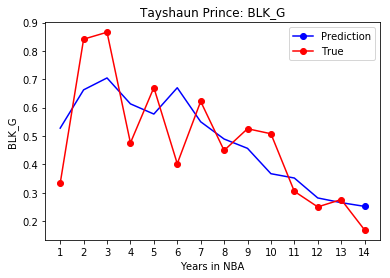 Tayshaun Prince: BLK_G
Prediction
True
BLK_G
0.9
0.8
0.7
0.6
0.5
0.4
0.3
0.2
1 2 3 4 5 6 7 8 9 10 11 12 13 14
Years in NBA